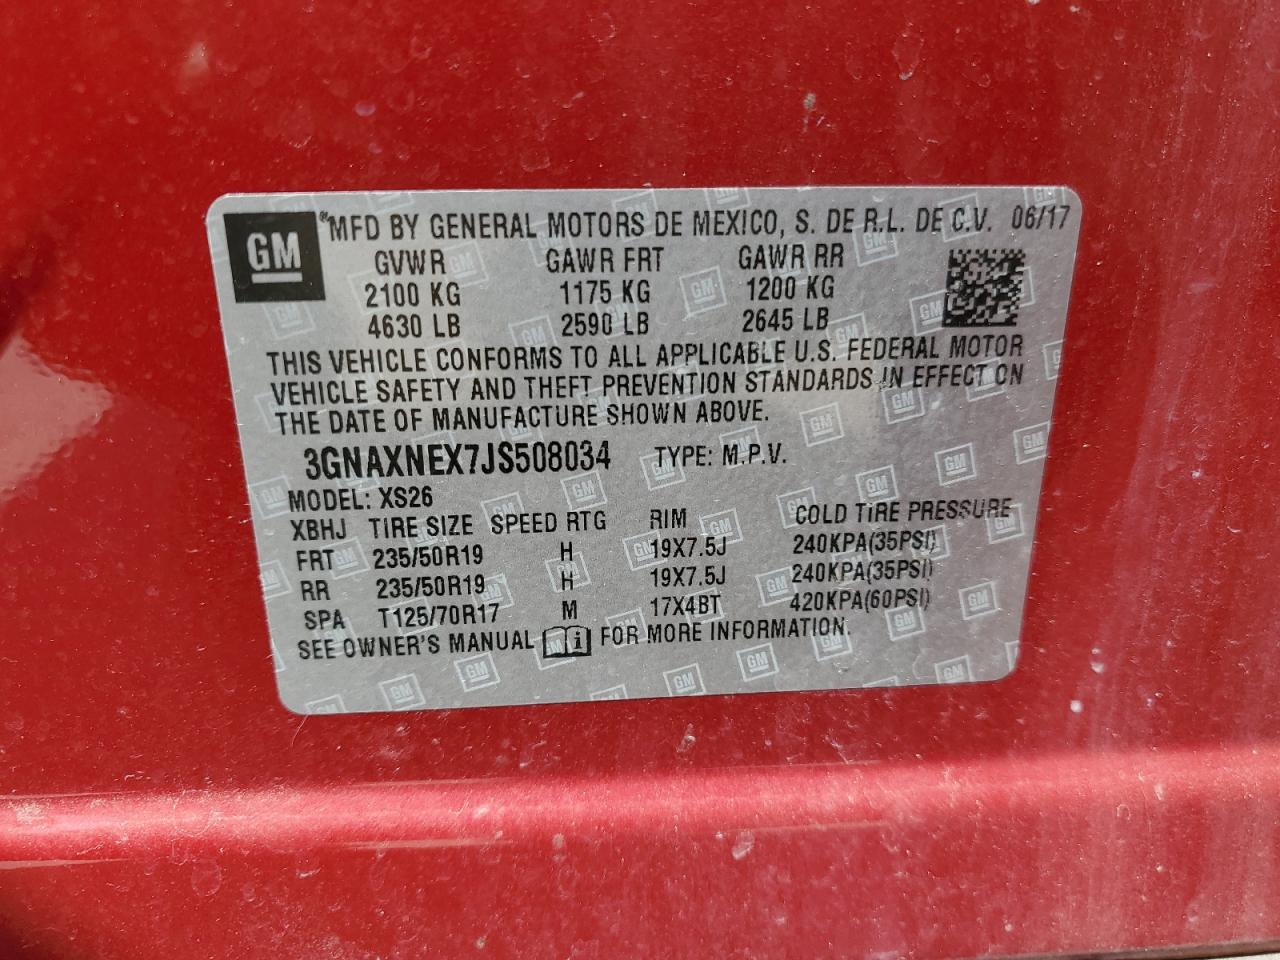 GM
®MFD BY GENERAL MOTORS DE MEXICO, S. DE R.L. DE C.V. 06/17
GVWR GAWR FRT GAWR RR
2100 KG 1175 KG 1200 KG
4630 LB 2590 LB 2645 LB
THIS VEHICLE CONFORMS TO ALL APPLICABLE U.S. FEDERAL MOTOR
VEHICLE SAFETY AND THEFT PREVENTION STANDARDS IN EFFECT ON
THE DATE OF MANUFACTURE SHOWN ABOVE.
3GNAXNEX7JS508034 TYPE: M.P.V.
MODEL: XS26
XBHJ TIRE SIZE SPEED RTG RIM COLD TIRE PRESSURE
FRT 235/50R19 H 19X7.5J 240KPA(35PSI)
RR 235/50R19 H 19X7.5J 240KPA(35PSI)
SPA T125/70R17 M 17X4BT 420KPA(60PSI)
SEE OWNER'S MANUAL i FOR MORE INFORMATION.